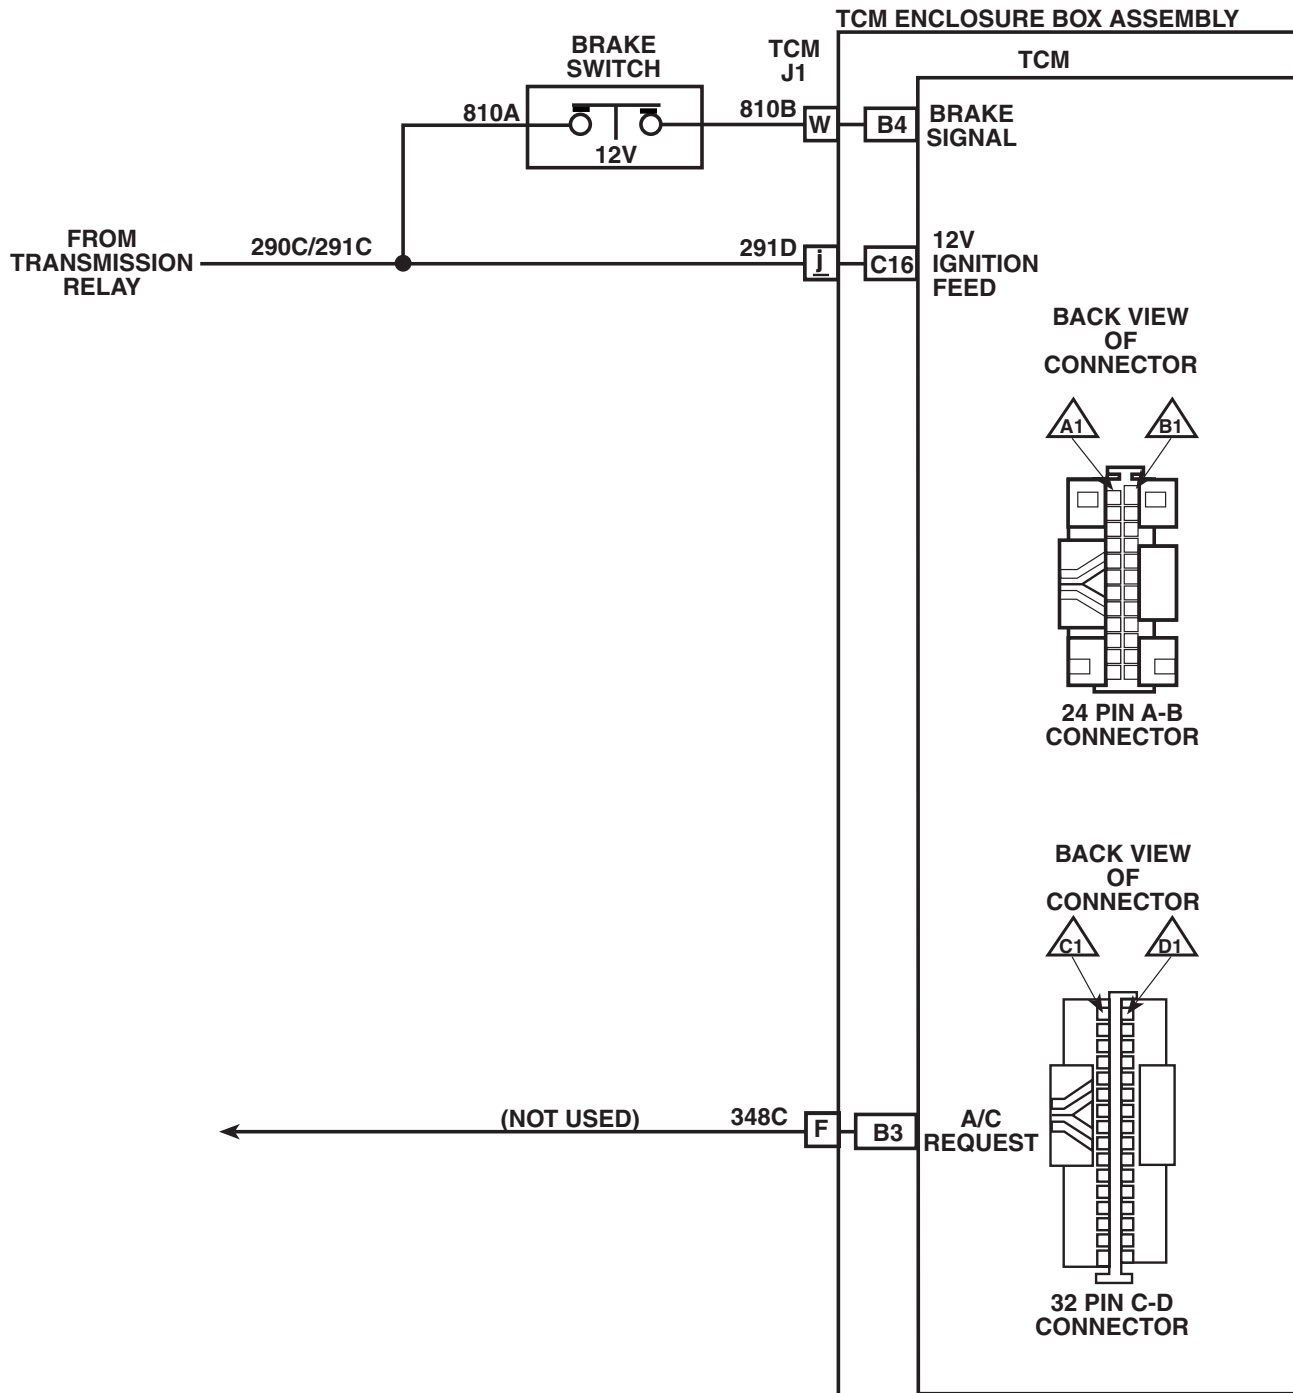 TCM ENCLOSURE BOX ASSEMBLY
BRAKE
SWITCH
TCM
J1
TCM
810A
12V
810B
W
B4
BRAKE
SIGNAL
FROM
TRANSMISSION
RELAY
290C/291C
291D
j
C16
12V
IGNITION
FEED
BACK VIEW
OF
CONNECTOR
A1
B1
24 PIN A-B
CONNECTOR
BACK VIEW
OF
CONNECTOR
C1
D1
(NOT USED)
348C
F
B3
A/C
REQUEST
32 PIN C-D
CONNECTOR